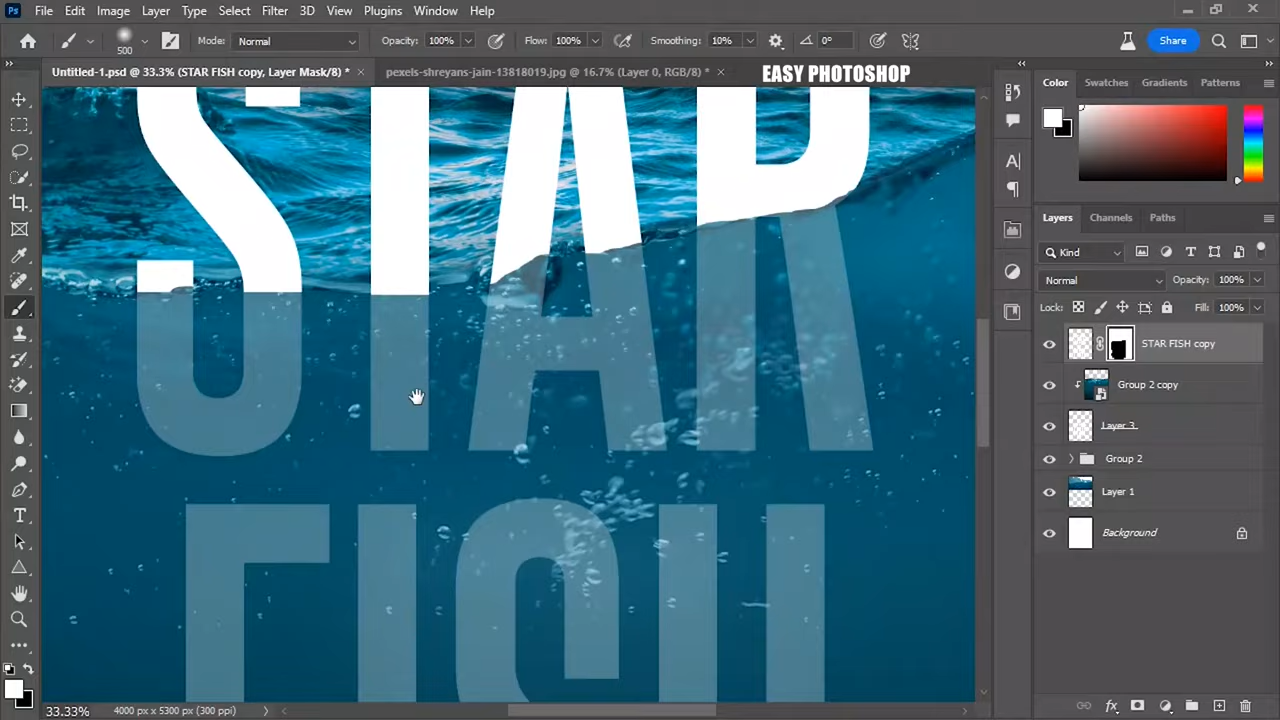 Ps File Edit Image Layer Type Select Filter 3D View Plugins Window Help
500 Mode: Normal Opacity: 100% Flow: 100% Smoothing: 10% 0° Share
Untitled-1.psd @ 33.3% (STAR FISH copy, Layer Mask/8) * × pexels-shreyans-jain-13818019.jpg @ 16.7% (Layer 0, RGB/8) * ×
EASY PHOTOSHOP
STAR
FISH
Color Swatches Gradients Patterns
Layers Channels Paths
Kind
Normal Opacity: 100%
Lock: Fill: 100%
STAR FISH copy
Group 2 copy
Layer 3
Group 2
Layer 1
Background
33.33% 4000 px x 5300 px (300 ppi)